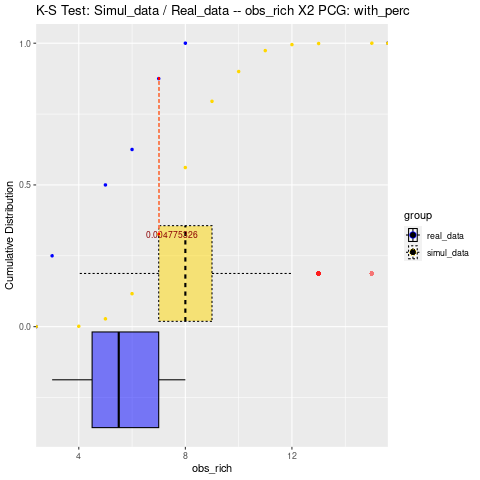 K-S Test: Simul_data / Real_data -- obs_rich X2 PCG: with_perc
1.0
0.5
0.0
Cumulative Distribution
0.004775826
4
8
12
obs_rich
group
real_data
simul_data